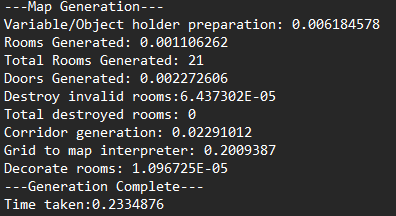 ---Map Generation---
Variable/Object holder preparation: 0.006184578
Rooms Generated: 0.001106262
Total Rooms Generated: 21
Doors Generated: 0.002272606
Destroy invalid rooms:6.437302E-05
Total destroyed rooms: 0
Corridor generation: 0.02291012
Grid to map interpreter: 0.2009387
Decorate rooms: 1.096725E-05
---Generation Complete---
Time taken:0.2334876